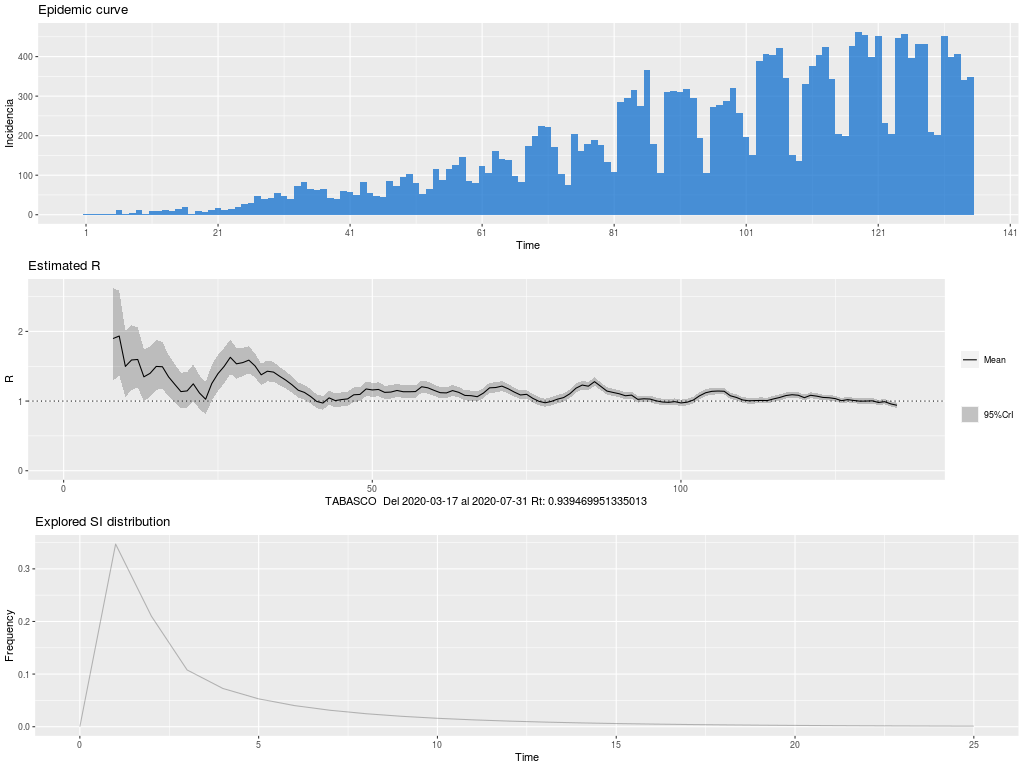 Epidemic curve
400
300
200
100
0
Incidencia
1 21 41 61 81 101 121 141
Time
Estimated R
2
1
0
R
0 50 100
TABASCO Del 2020-03-17 al 2020-07-31 Rt: 0.939469951335013
Mean
95%CrI
Explored SI distribution
0.3
0.2
0.1
0.0
Frequency
0 5 10 15 20 25
Time